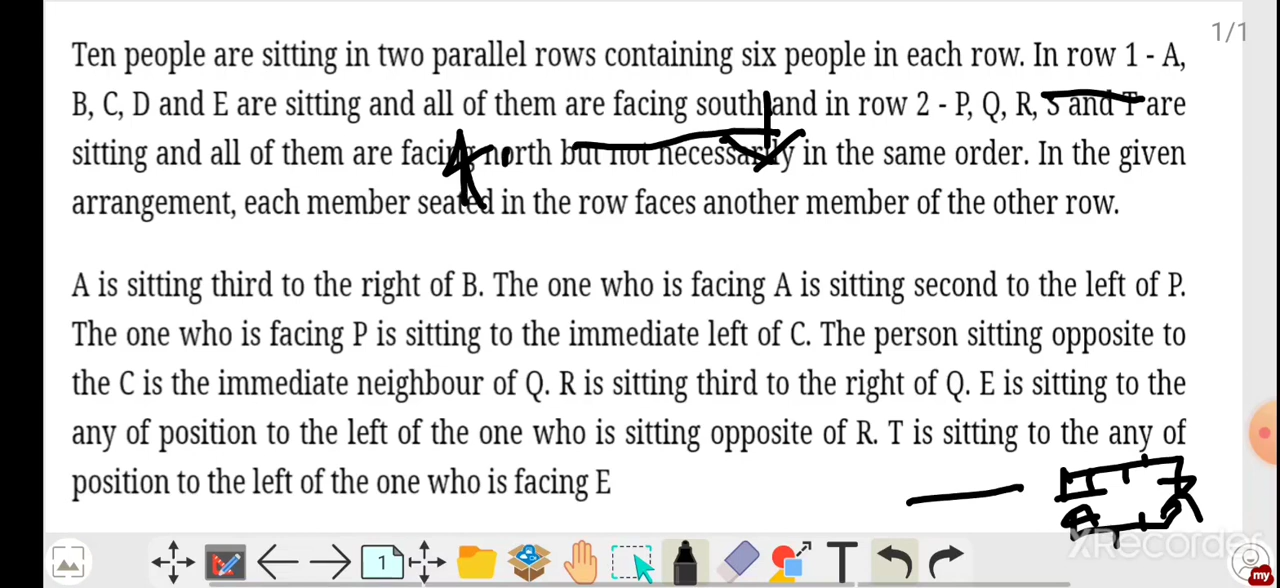 1/1
Ten people are sitting in two parallel rows containing six people in each row. In row 1 - A,
B, C, D and E are sitting and all of them are facing south and in row 2 - P, Q, R, S and T are
sitting and all of them are facing north but not necessarily in the same order. In the given
arrangement, each member seated in the row faces another member of the other row.
A is sitting third to the right of B. The one who is facing A is sitting second to the left of P.
The one who is facing P is sitting to the immediate left of C. The person sitting opposite to
the C is the immediate neighbour of Q. R is sitting third to the right of Q. E is sitting to the
any of position to the left of the one who is sitting opposite of R. T is sitting to the any of
position to the left of the one who is facing E
XRecorder
1
T
my